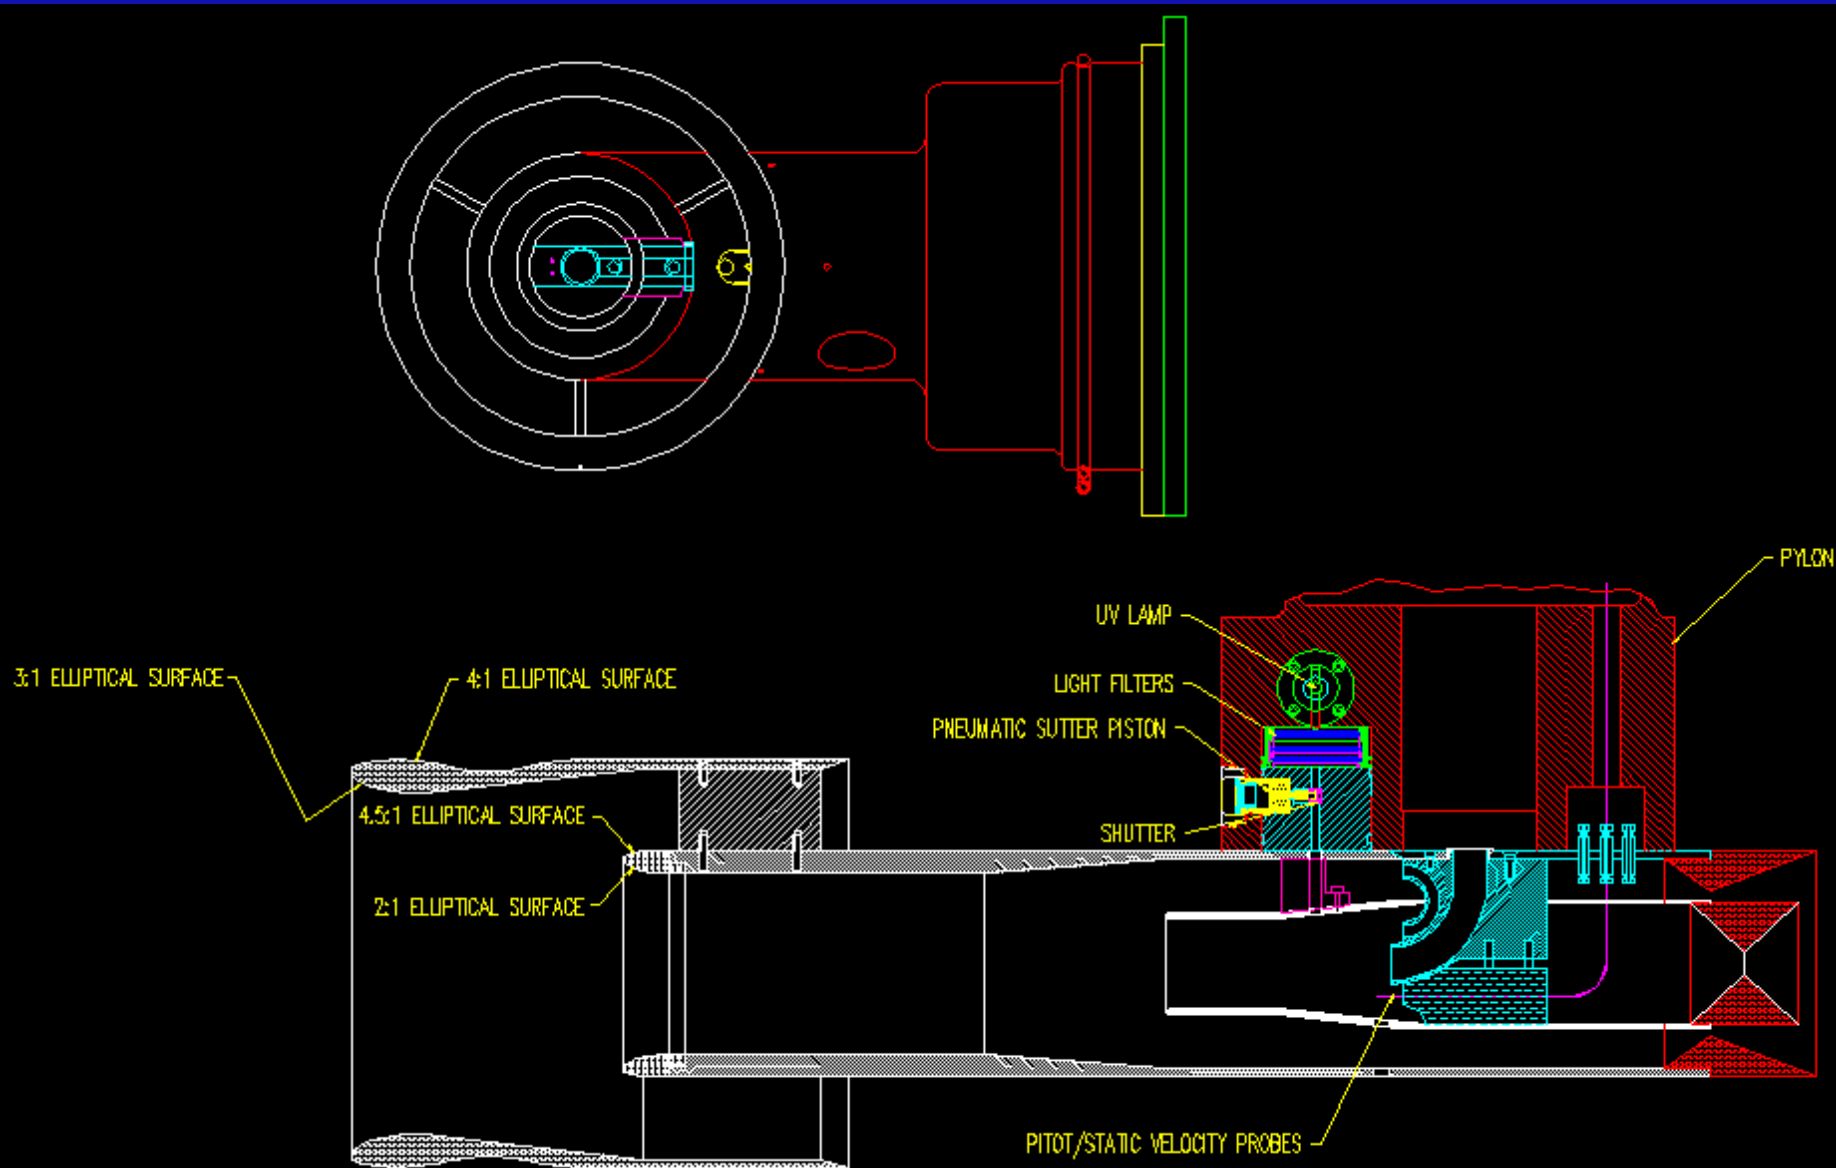 PYLON
UV LAMP
3:1 ELLIPTICAL SURFACE
4:1 ELLIPTICAL SURFACE
LIGHT FILTERS
PNEUMATIC SUTTER PISTON
4.5:1 ELLIPTICAL SURFACE
SHUTTER
2:1 ELLIPTICAL SURFACE
PITOT/STATIC VELOCITY PROBES